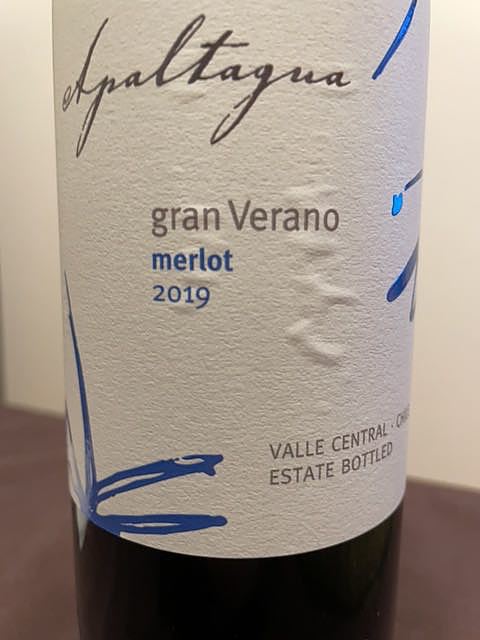 Apaltagua
gran Verano
merlot
2019
VALLE CENTRAL ·
ESTATE BOTTLED